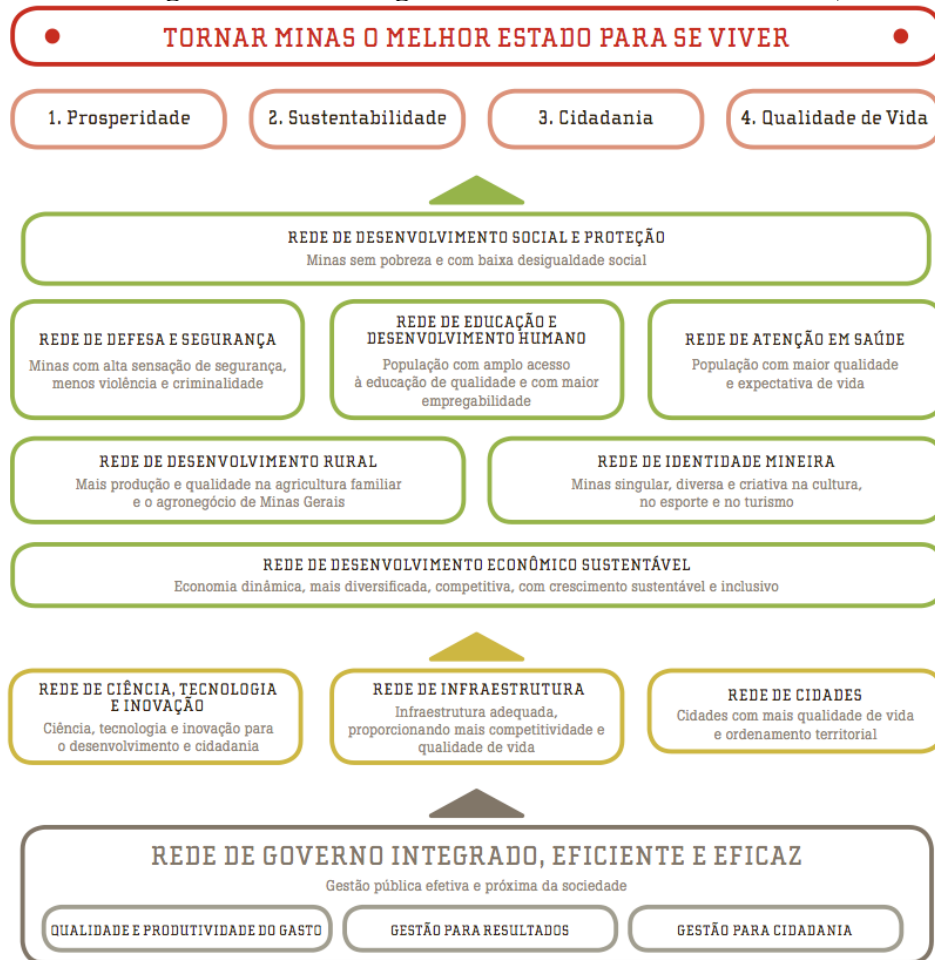 TORNAR MINAS O MELHOR ESTADO PARA SE VIVER
1. Prosperidade
2. Sustentabilidade
3. Cidadania
4. Qualidade de Vida
REDE DE DESENVOLVIMENTO SOCIAL E PROTEÇÃO
Minas sem pobreza e com baixa desigualdade social
REDE DE DEFESA E SEGURANÇA
Minas com alta sensação de segurança,
menos violência e criminalidade
REDE DE EDUCAÇÃO E
DESENVOLVIMENTO HUMANO
População com amplo acesso
à educação de qualidade e com maior
empregabilidade
REDE DE ATENÇÃO EM SAÚDE
População com maior qualidade
e expectativa de vida
REDE DE DESENVOLVIMENTO RURAL
Mais produção e qualidade na agricultura familiar
e o agronegócio de Minas Gerais
REDE DE IDENTIDADE MINEIRA
Minas singular, diversa e criativa na cultura,
no esporte e no turismo
REDE DE DESENVOLVIMENTO ECONÔMICO SUSTENTÁVEL
Economia dinâmica, mais diversificada, competitiva, com crescimento sustentável e inclusivo
REDE DE CIÊNCIA, TECNOLOGIA
E INOVAÇÃO
Ciência, tecnologia e inovação para
o desenvolvimento e cidadania
REDE DE INFRAESTRUTURA
Infraestrutura adequada,
proporcionando mais competitividade e
qualidade de vida
REDE DE CIDADES
Cidades com mais qualidade de vida
e ordenamento territorial
REDE DE GOVERNO INTEGRADO, EFICIENTE E EFICAZ
Gestão pública efetiva e próxima da sociedade
QUALIDADE E PRODUTIVIDADE DO GASTO
GESTÃO PARA RESULTADOS
GESTÃO PARA CIDADANIA